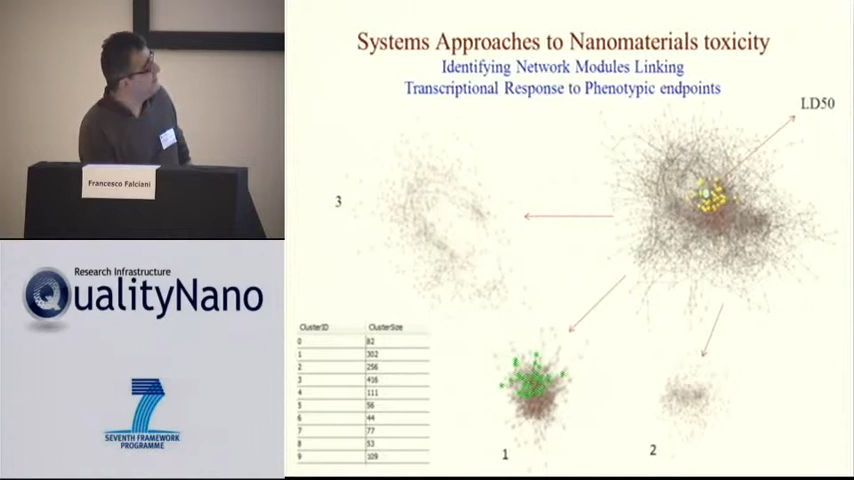 Systems Approaches to Nanomaterials toxicity
Identifying Network Modules Linking
Transcriptional Response to Phenotypic endpoints
LD50
3
Francesco Falciani
Research Infrastructure
QualityNano
7
SEVENTH FRAMEWORK
PROGRAMME
ClusterID ClusterSize
0 82
1 302
2 256
3 416
4 111
5 56
6 44
7 77
8 53
9 109
1
2